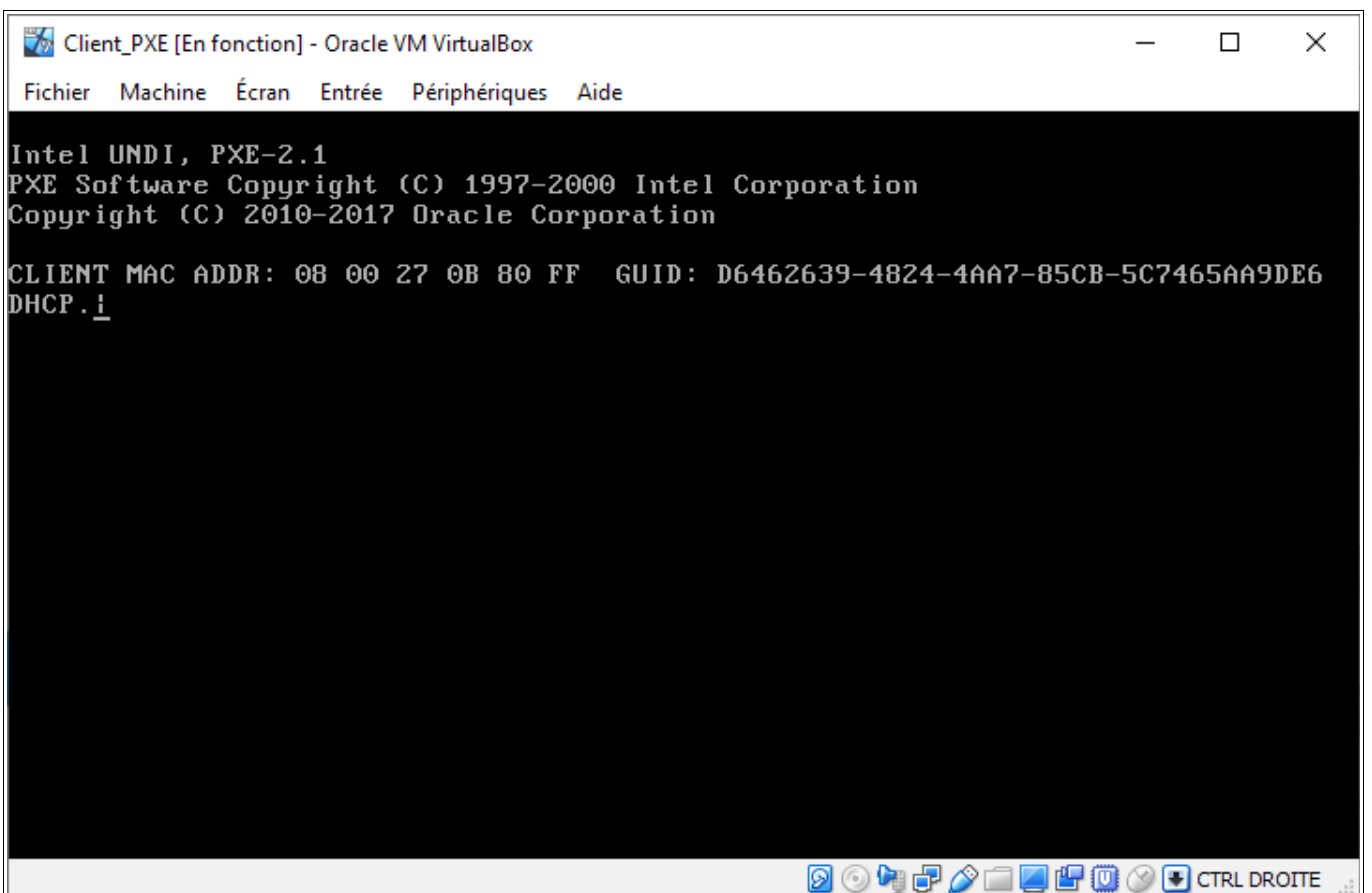 Client_PXE [En fonction] - Oracle VM VirtualBox
Fichier Machine Écran Entrée Périphériques Aide
Intel UNDI, PXE-2.1
PXE Software Copyright (C) 1997-2000 Intel Corporation
Copyright (C) 2010-2017 Oracle Corporation
CLIENT MAC ADDR: 08 00 27 0B 80 FF GUID: D6462639-4824-4AA7-85CB-5C7465AA9DE6
DHCP.¦
CTRL DROITE